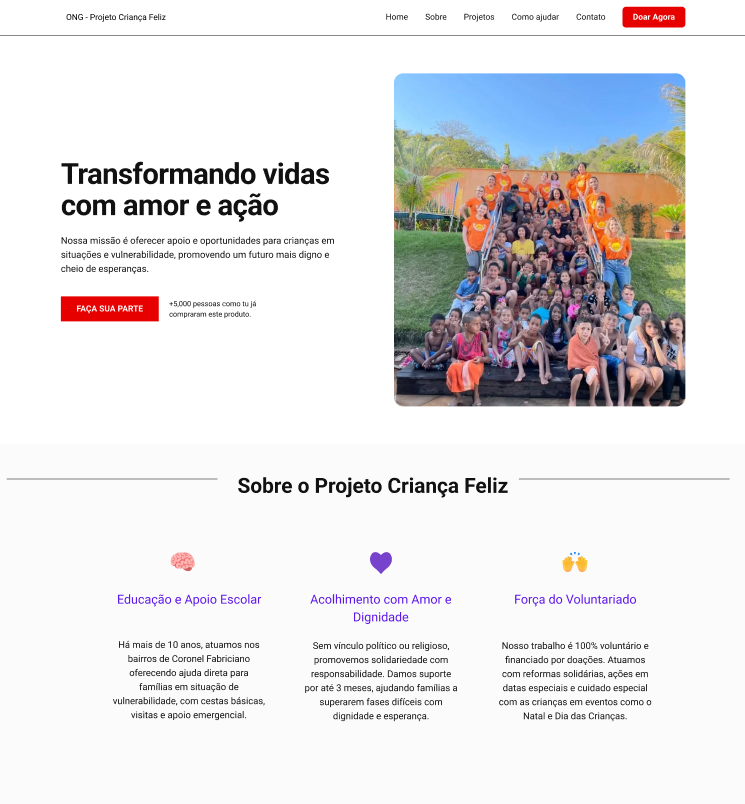 ONG - Projeto Criança Feliz
Home Sobre Projetos Como ajudar Contato Doar Agora
Transformando vidas
com amor e ação
Nossa missão é oferecer apoio e oportunidades para crianças em
situações e vulnerabilidade, promovendo um futuro mais digno e
cheio de esperanças.
FAÇA SUA PARTE
+5,000 pessoas como tu já
compraram este produto.
Sobre o Projeto Criança Feliz
Educação e Apoio Escolar
Há mais de 10 anos, atuamos nos
bairros de Coronel Fabriciano
oferecendo ajuda direta para
famílias em situação de
vulnerabilidade, com cestas básicas,
visitas e apoio emergencial.
Acolhimento com Amor e
Dignidade
Sem vínculo político ou religioso,
promovemos solidariedade com
responsabilidade. Damos suporte
por até 3 meses, ajudando famílias a
superarem fases difíceis com
dignidade e esperança.
Força do Voluntariado
Nosso trabalho é 100% voluntário e
financiado por doações. Atuamos
com reformas solidárias, ações em
datas especiais e cuidado especial
com as crianças em eventos como o
Natal e Dia das Crianças.